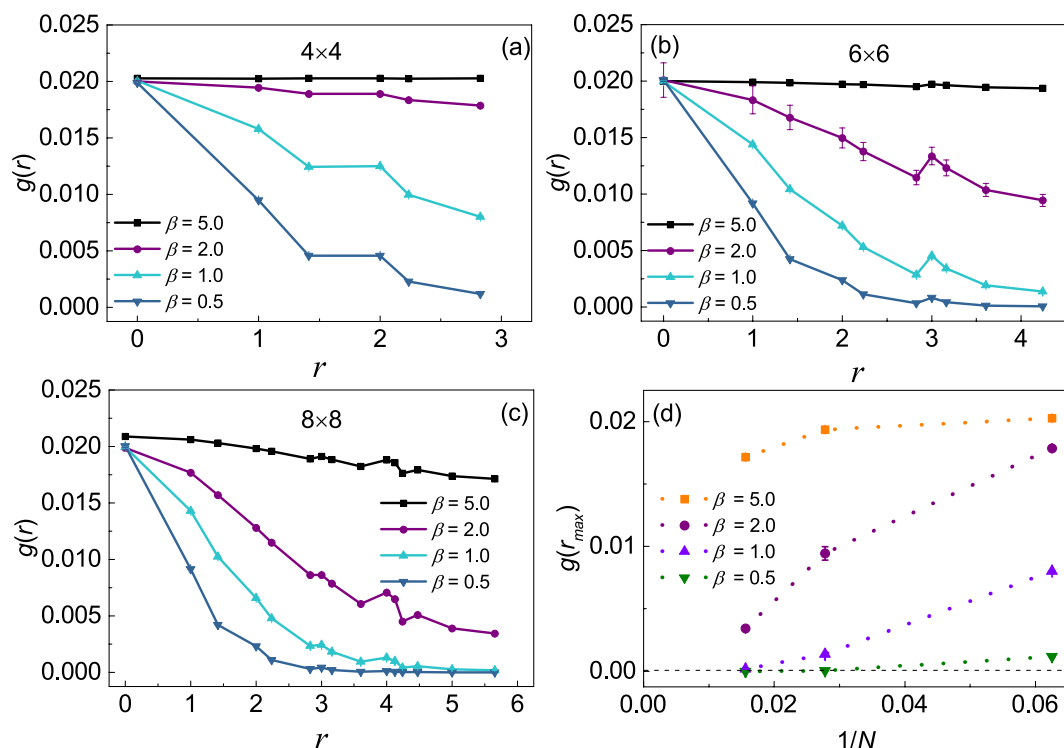 (a)
4×4
0.025
0.020
0.015
0.010
0.005
0.000
g(r)
β = 5.0
β = 2.0
β = 1.0
β = 0.5
0 1 2 3
r
(b)
6×6
0.025
0.020
0.015
0.010
0.005
0.000
g(r)
β = 5.0
β = 2.0
β = 1.0
β = 0.5
0 1 2 3 4
r
(c)
8×8
0.025
0.020
0.015
0.010
0.005
0.000
g(r)
β = 5.0
β = 2.0
β = 1.0
β = 0.5
0 1 2 3 4 5 6
r
(d)
0.02
0.01
0.00
g(r_max)
β = 5.0
β = 2.0
β = 1.0
β = 0.5
0.00 0.02 0.04 0.06
1/N